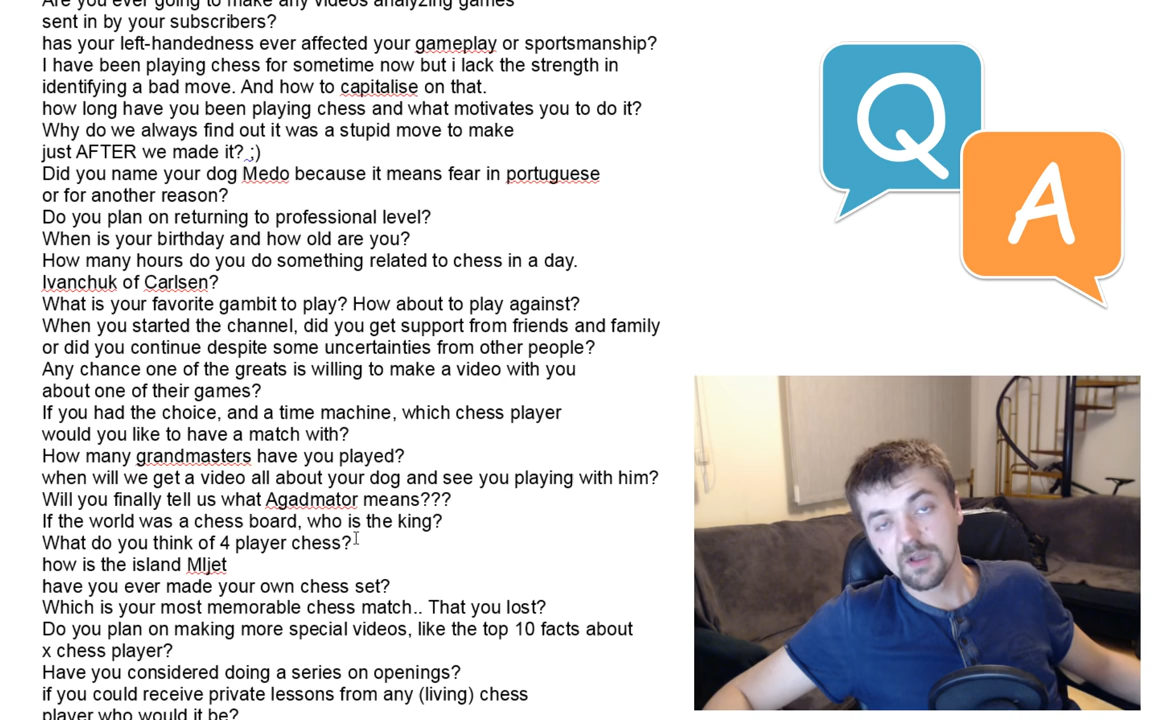 Are you ever going to make any videos analyzing games
sent in by your subscribers?
has your left-handedness ever affected your gameplay or sportsmanship?
I have been playing chess for sometime now but i lack the strength in
identifying a bad move. And how to capitalise on that.
how long have you been playing chess and what motivates you to do it?
Why do we always find out it was a stupid move to make
just AFTER we made it? ;)
Did you name your dog Medo because it means fear in portuguese
or for another reason?
Do you plan on returning to professional level?
When is your birthday and how old are you?
How many hours do you do something related to chess in a day.
Ivanchuk of Carlsen?
What is your favorite gambit to play? How about to play against?
When you started the channel, did you get support from friends and family
or did you continue despite some uncertainties from other people?
Any chance one of the greats is willing to make a video with you
about one of their games?
If you had the choice, and a time machine, which chess player
would you like to have a match with?
How many grandmasters have you played?
when will we get a video all about your dog and see you playing with him?
Will you finally tell us what Agadmator means???
If the world was a chess board, who is the king?
What do you think of 4 player chess?
how is the island Mljet
have you ever made your own chess set?
Which is your most memorable chess match.. That you lost?
Do you plan on making more special videos, like the top 10 facts about
x chess player?
Have you considered doing a series on openings?
if you could receive private lessons from any (living) chess
player who would it be?
Q
A